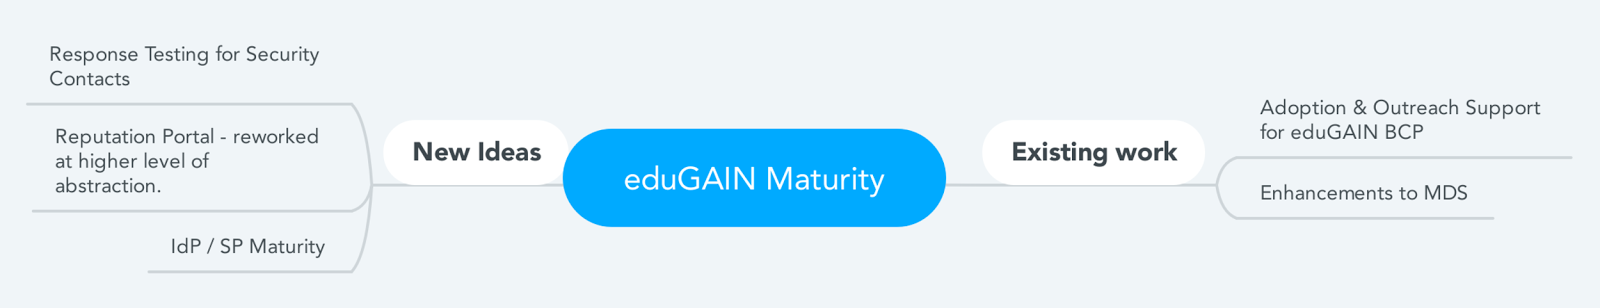 Response Testing for Security
Contacts
Reputation Portal - reworked
at higher level of
abstraction.
IdP / SP Maturity
New Ideas
eduGAIN Maturity
Existing work
Adoption & Outreach Support
for eduGAIN BCP
Enhancements to MDS